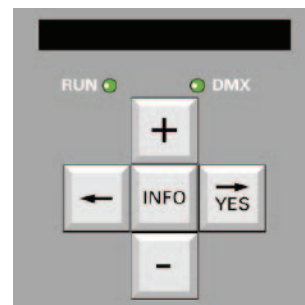 RUN DMX
+
← INFO → YES
-